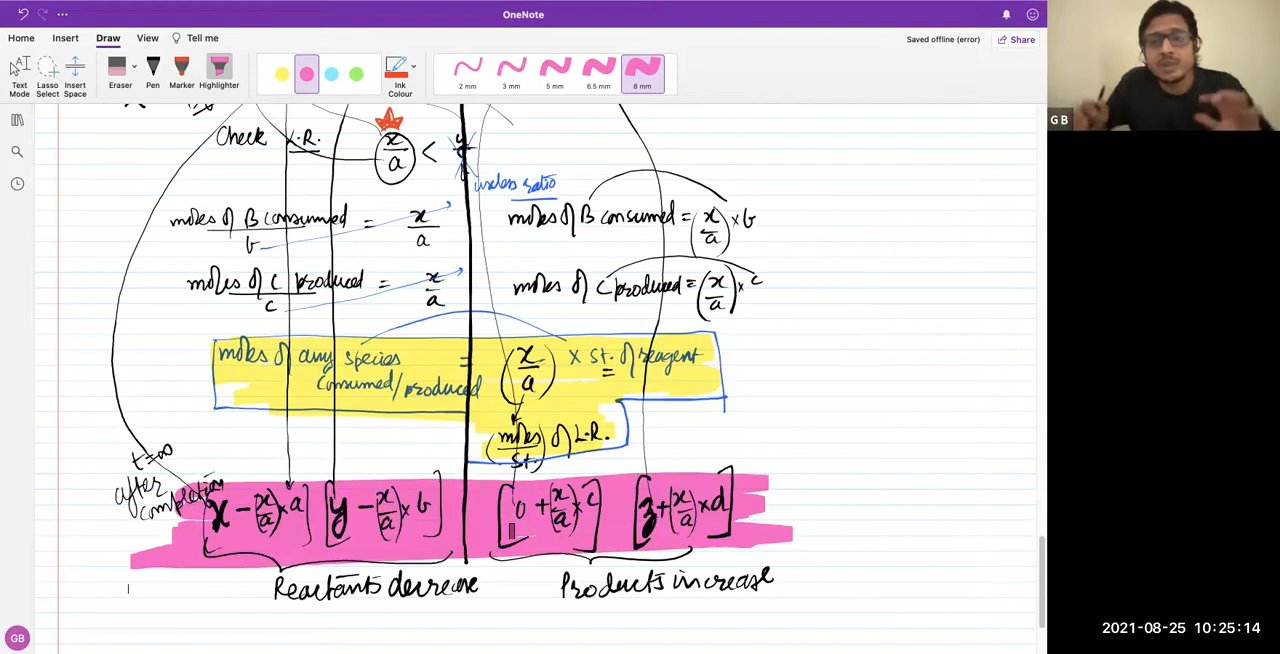 OneNote
Home Insert Draw View Tell me
Saved offline (error)
Share
Text Mode
Lasso Select
Insert Space
Eraser
Pen
Marker
Highlighter
Ink Colour
2 mm
3 mm
5 mm
6.5 mm
8 mm
GB
Check L.R. x/a <
useless ratio
moles of B consumed / b = x/a
moles of B consumed = (x/a) × b
moles of C produced / c = x/a
moles of C produced = (x/a) × c
moles of any species consumed/produced = (x/a) × st. of reagent
(moles/st) of L.R.
t=∞
after completion
[x - (x/a)×a] [y - (x/a)×b] [0 + (x/a)×c] [z + (x/a)×d]
Reactants decrease
Products increase
GB
2021-08-25 10:25:14